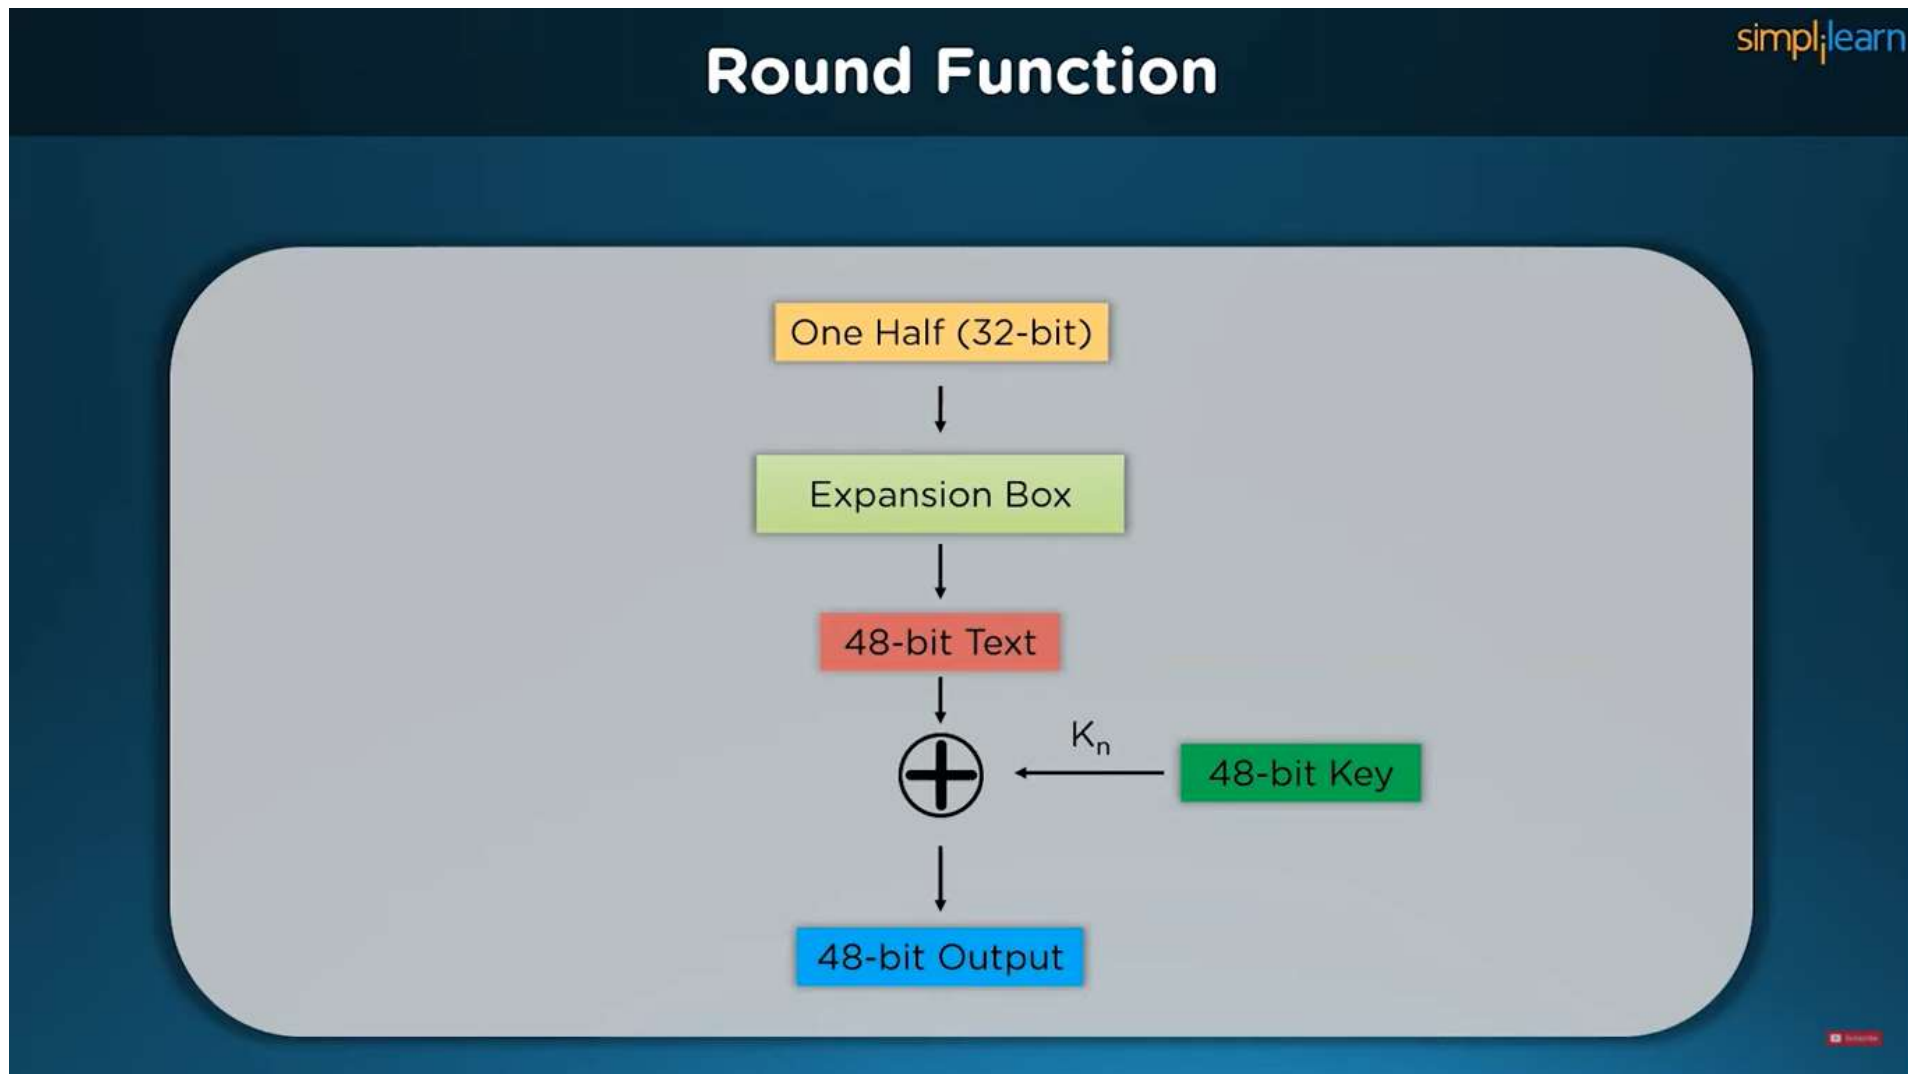 Round Function
simplilearn
One Half (32-bit)
Expansion Box
48-bit Text
Kn
48-bit Key
48-bit Output
Subscribe